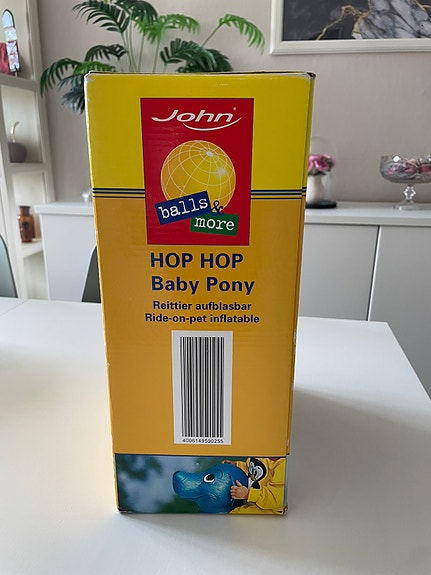 John®
balls &
more
HOP HOP
Baby Pony
Reittier aufblasbar
Ride-on-pet inflatable
4006149590255